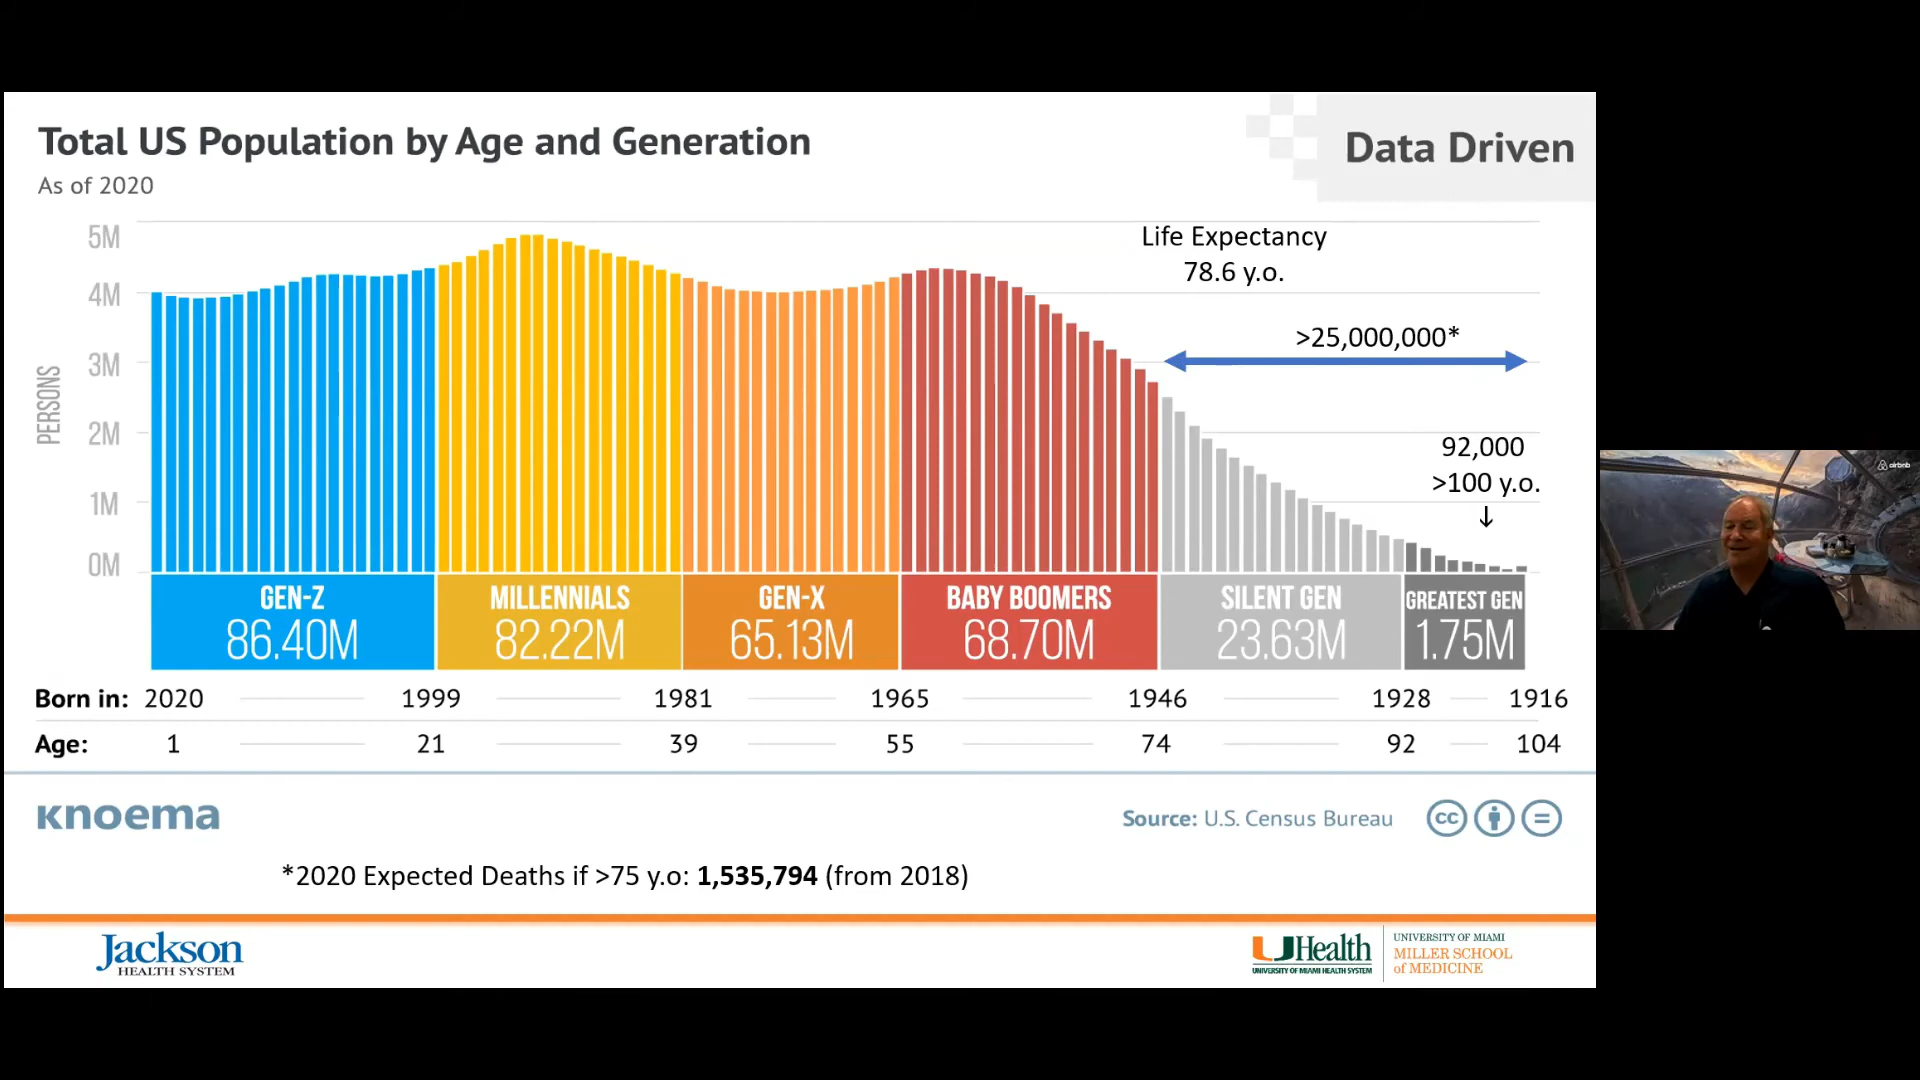 Total US Population by Age and Generation
As of 2020
Data Driven
Life Expectancy
78.6 y.o.
>25,000,000*
92,000
>100 y.o.
↓
PERSONS
5M
4M
3M
2M
1M
0M
GEN-Z
86.40M
MILLENNIALS
82.22M
GEN-X
65.13M
BABY BOOMERS
68.70M
SILENT GEN
23.63M
GREATEST GEN
1.75M
Born in: 2020 1999 1981 1965 1946 1928 1916
Age: 1 21 39 55 74 92 104
knoema
Source: U.S. Census Bureau
cc
*2020 Expected Deaths if >75 y.o: 1,535,794 (from 2018)
Jackson
HEALTH SYSTEM
UHealth
UNIVERSITY OF MIAMI HEALTH SYSTEM
UNIVERSITY OF MIAMI
MILLER SCHOOL
of MEDICINE
airbnb